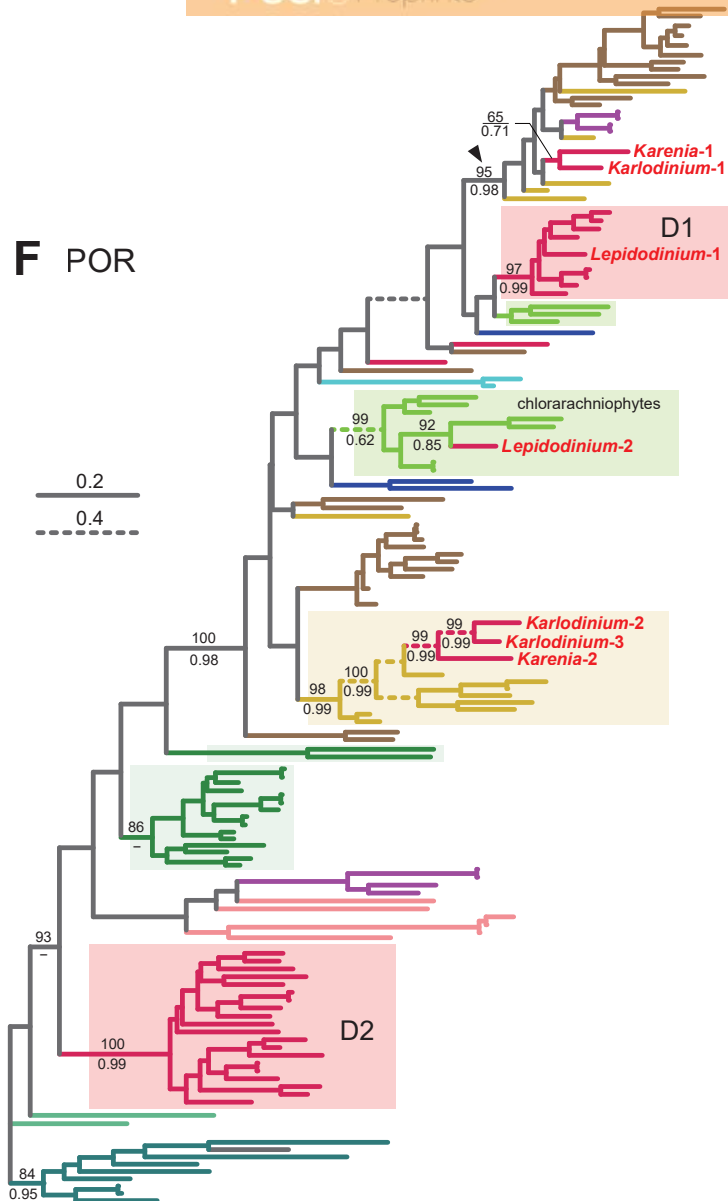 65
0.71
Karenia-1
Karlodinium-1
95
0.98
D1
F POR
Lepidodinium-1
97
0.99
chlorarachniophytes
99
0.62
92
0.85
Lepidodinium-2
0.2
0.4
Karlodinium-2
99
0.99
Karlodinium-3
99
0.99
Karenia-2
100
0.98
100
0.99
98
0.99
86
–
93
–
D2
100
0.99
84
0.95